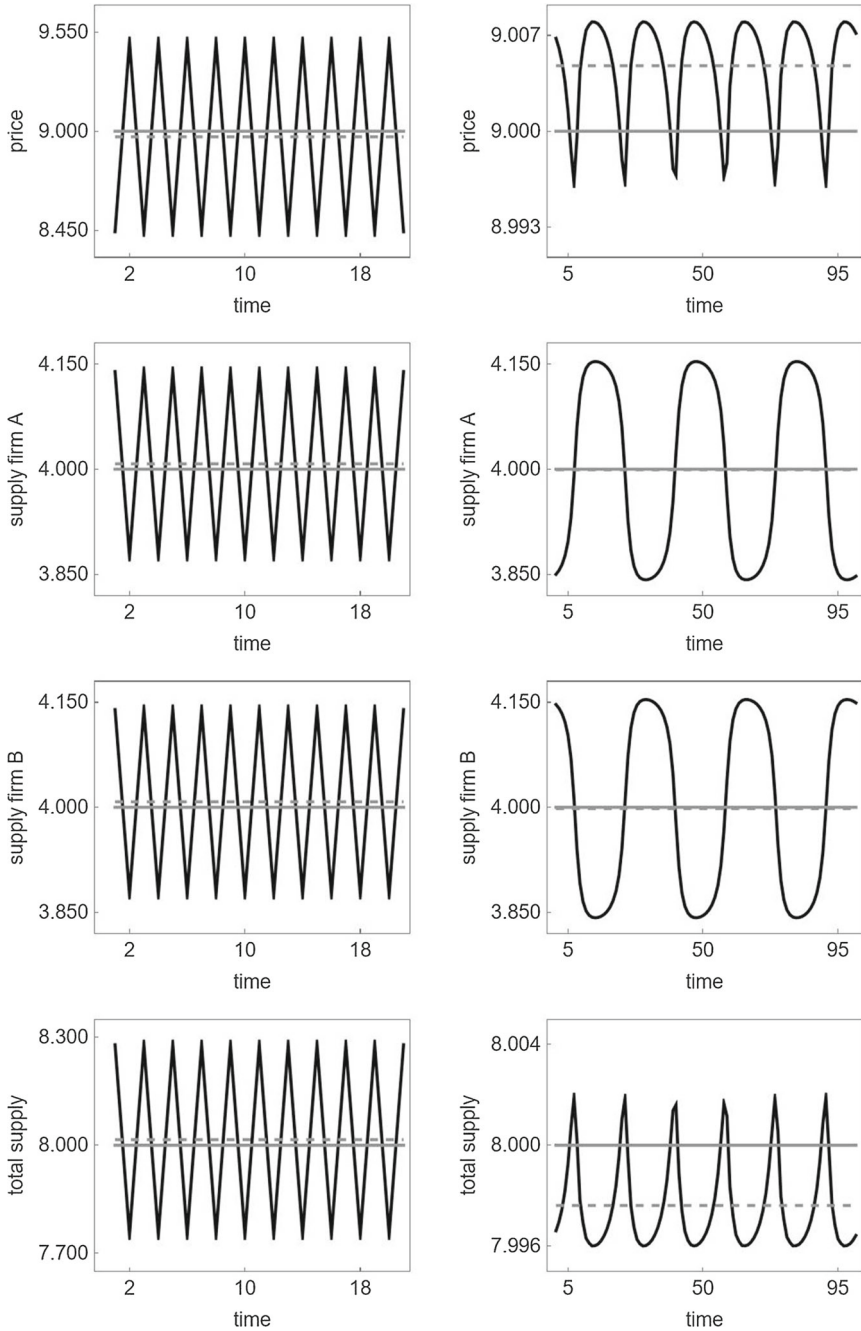 9.550
9.000
8.450
price
2 10 18
time
9.007
9.000
8.993
price
5 50 95
time
4.150
4.000
3.850
supply firm A
2 10 18
time
4.150
4.000
3.850
supply firm A
5 50 95
time
4.150
4.000
3.850
supply firm B
2 10 18
time
4.150
4.000
3.850
supply firm B
5 50 95
time
8.300
8.000
7.700
total supply
2 10 18
time
8.004
8.000
7.996
total supply
5 50 95
time